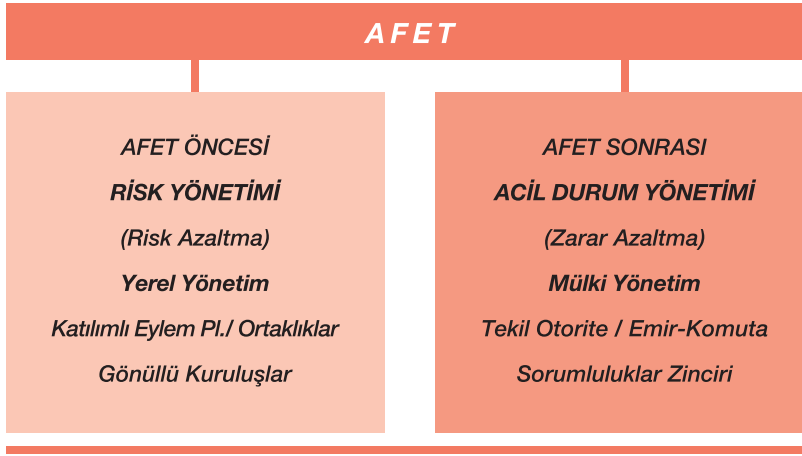 AFET
AFET ÖNCESİ
RİSK YÖNETİMİ
(Risk Azaltma)
Yerel Yönetim
Katılımlı Eylem Pl./ Ortaklıklar
Gönüllü Kuruluşlar
AFET SONRASI
ACİL DURUM YÖNETİMİ
(Zarar Azaltma)
Mülki Yönetim
Tekil Otorite / Emir-Komuta
Sorumluluklar Zinciri